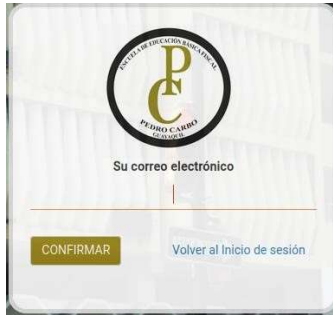 ESCUELA DE EDUCACIÓN BÁSICA FISCAL
PC
PEDRO CARBO
GUAYAQUIL
Su correo electrónico
CONFIRMAR
Volver al Inicio de sesión